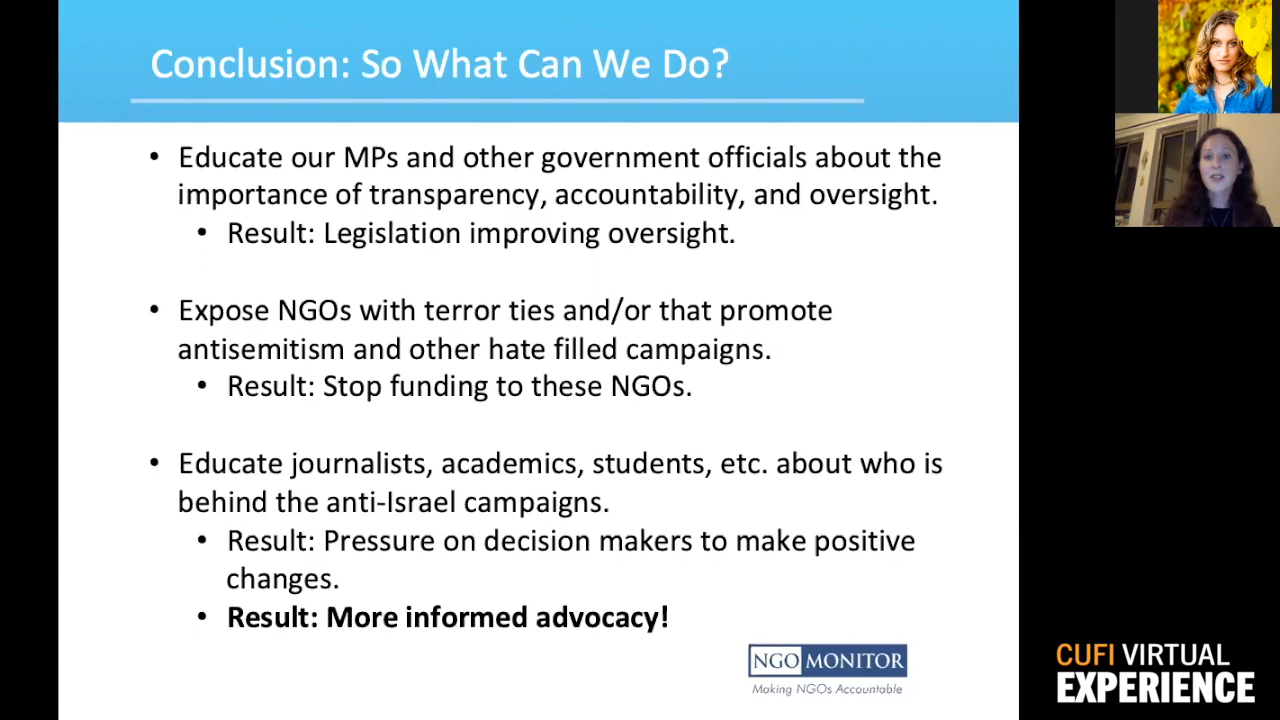 Conclusion: So What Can We Do?
• Educate our MPs and other government officials about the
importance of transparency, accountability, and oversight.
• Result: Legislation improving oversight.
• Expose NGOs with terror ties and/or that promote
antisemitism and other hate filled campaigns.
• Result: Stop funding to these NGOs.
• Educate journalists, academics, students, etc. about who is
behind the anti-Israel campaigns.
• Result: Pressure on decision makers to make positive
changes.
• Result: More informed advocacy!
NGO MONITOR
Making NGOs Accountable
CUFI VIRTUAL
EXPERIENCE